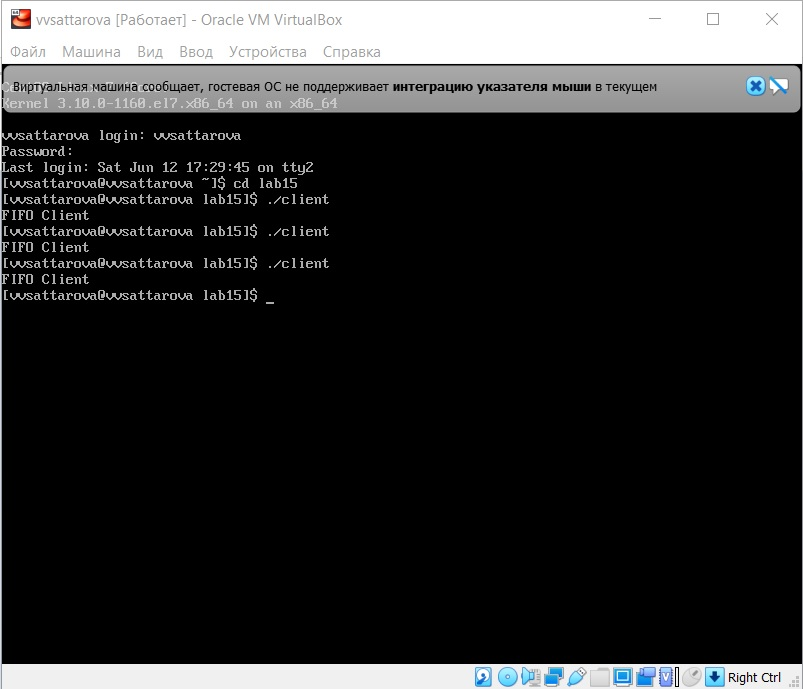 vvsattarova [Работает] - Oracle VM VirtualBox
Файл Машина Вид Ввод Устройства Справка
Виртуальная машина сообщает, гостевая ОС не поддерживает интеграцию указателя мыши в текущем
Kernel 3.10.0-1160.el7.x86_64 on an x86_64
vvsattarova login: vvsattarova
Password:
Last login: Sat Jun 12 17:29:45 on tty2
[vvsattarova@vvsattarova ~]$ cd lab15
[vvsattarova@vvsattarova lab15]$ ./client
FIFO Client
[vvsattarova@vvsattarova lab15]$ ./client
FIFO Client
[vvsattarova@vvsattarova lab15]$ ./client
FIFO Client
[vvsattarova@vvsattarova lab15]$ _
Right Ctrl